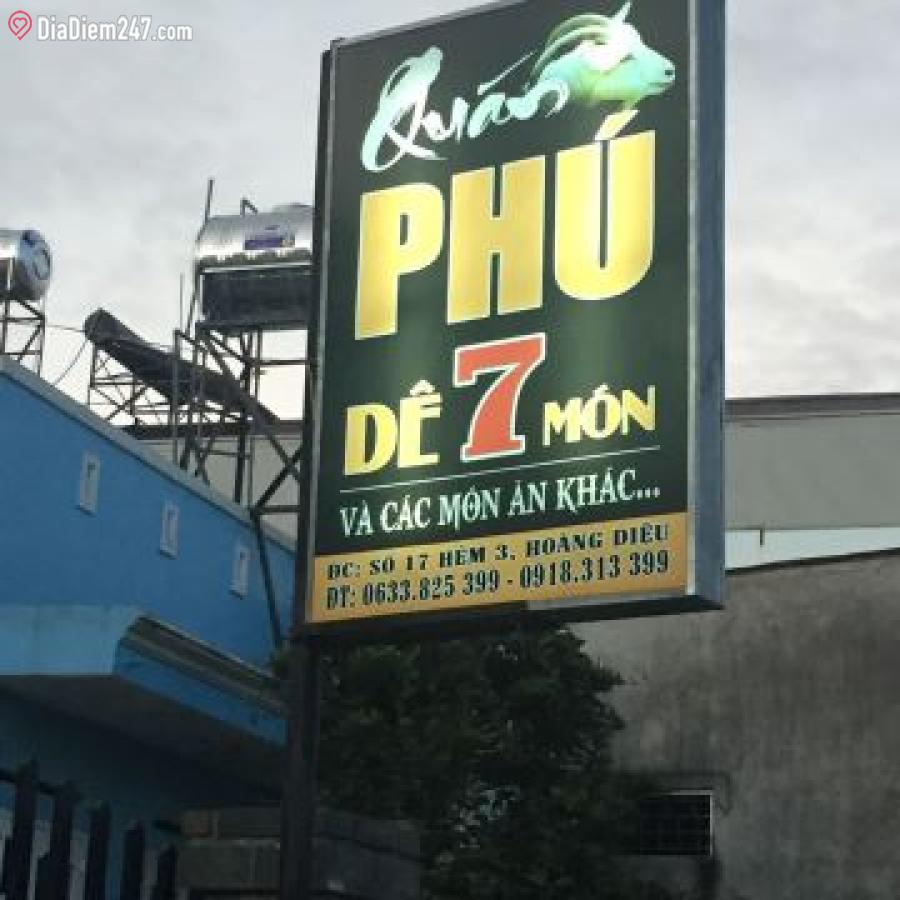 DiaDiem247.com
Quán
PHÚ
DÊ 7 MÓN
VÀ CÁC MÓN ĂN KHÁC...
ĐC: SỐ 17 HẺM 3, HOÀNG DIỆU
ĐT: 0633.825 399 - 0918.313 399